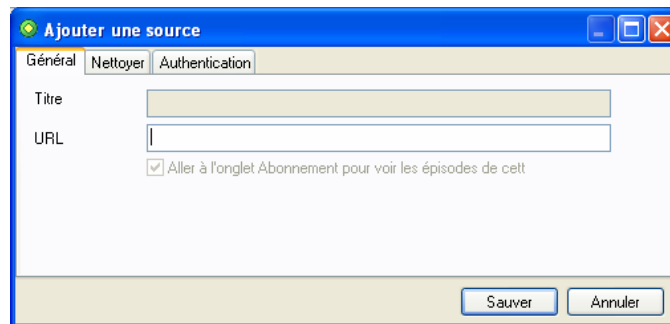 Ajouter une source
Général Nettoyer Authentication
Titre
URL
Aller à l'onglet Abonnement pour voir les épisodes de cett
Sauver Annuler